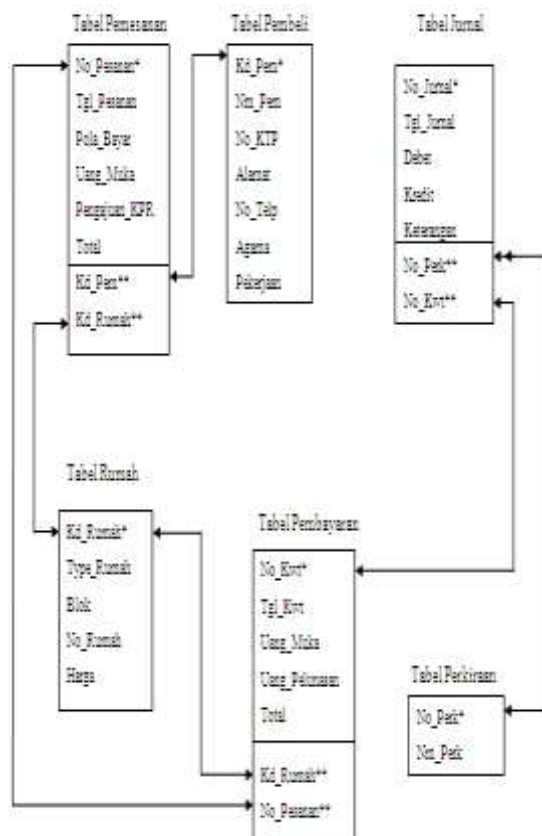 Tabel Pemesanan
No_Pesanan*
Tgl_Pesanan
Pola_Bayar
Uang_Muka
Pengajuan_KPR
Total
Kd_Pem**
Kd_Rumah**
Tabel Pembeli
Kd_Pem*
Nm_Pem
No_KTP
Alamat
No_Telp
Agama
Pekerjaan
Tabel Jurnal
No_Jurnal*
Tgl_Jurnal
Debet
Kredit
Keterangan
No_Perk**
No_Kwt**
Tabel Rumah
Kd_Rumah*
Type_Rumah
Blok
No_Rumah
Harga
Tabel Pembayaran
No_Kwt*
Tgl_Kwt
Uang_Muka
Uang_Pelunasan
Total
Kd_Rumah**
No_Pesanan**
Tabel Perkiraan
No_Perk*
Nm_Perk